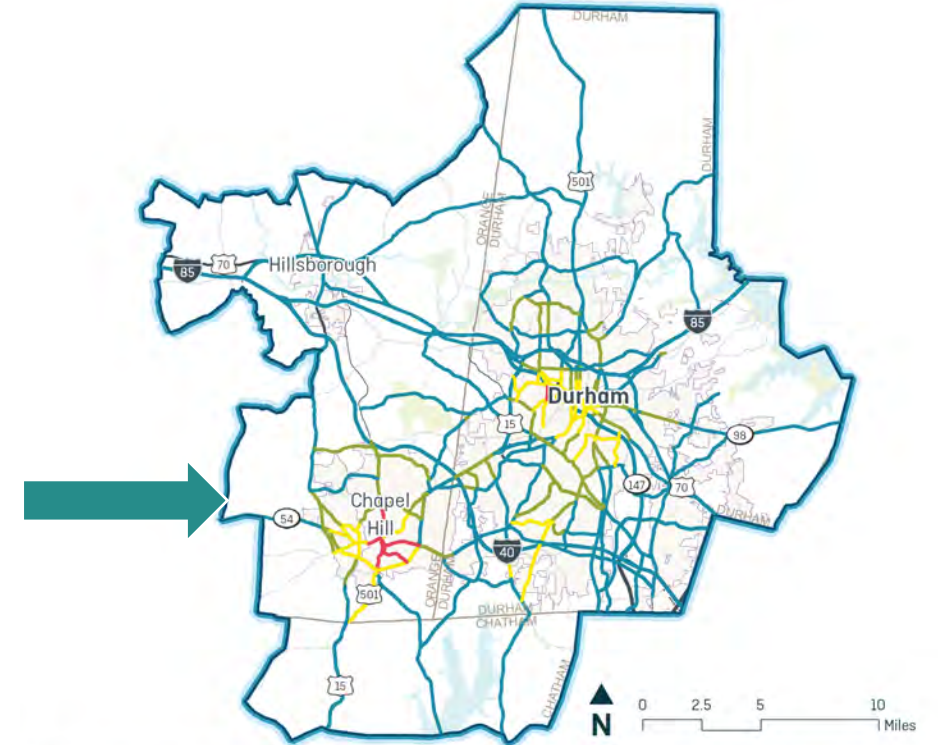 DURHAM
DURHAM
501
ORANGE
DURHAM
85
70
Hillsborough
85
Durham
15
98
147
70
Chapel
Hill
54
DURHAM
40
501
ORANGE
DURHAM
DURHAM
CHATHAM
15
CHATHAM
N
0 2.5 5 10
Miles